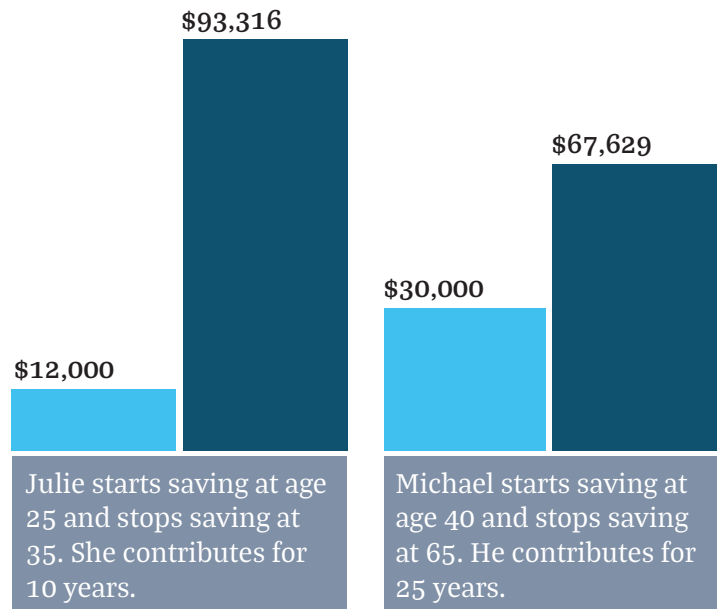 $93,316
$67,629
$30,000
$12,000
Julie starts saving at age
25 and stops saving at
35. She contributes for
10 years.
Michael starts saving at
age 40 and stops saving
at 65. He contributes for
25 years.